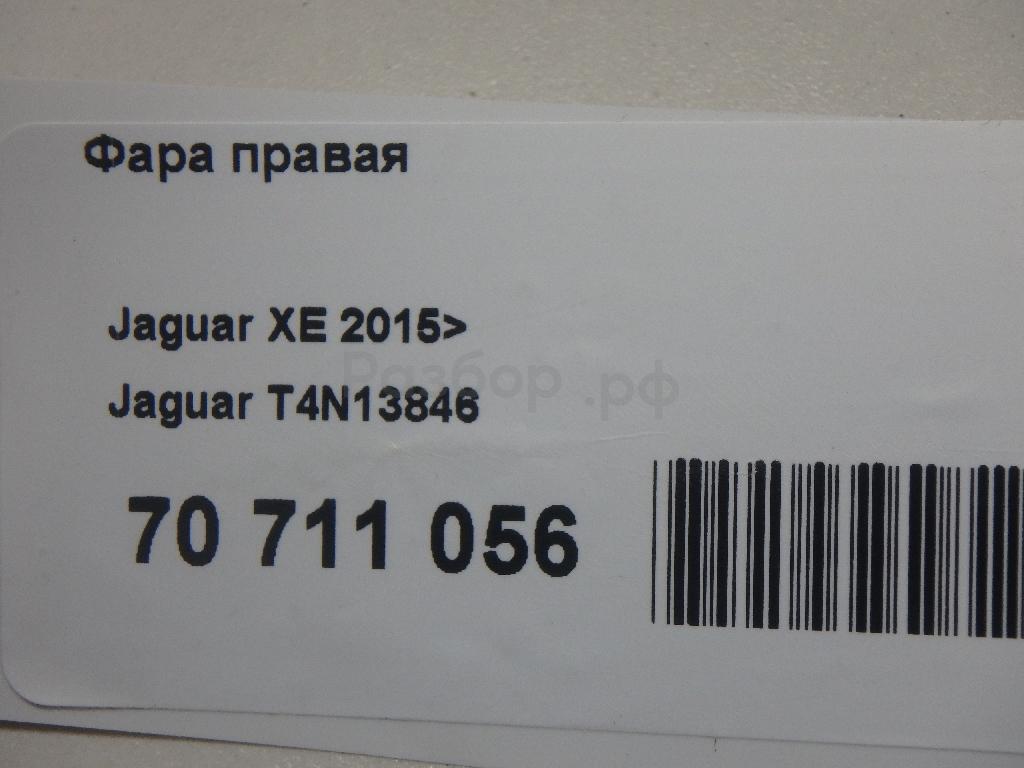 Фара правая
Jaguar XE 2015>
Разбор.рф
Jaguar T4N13846
70 711 056